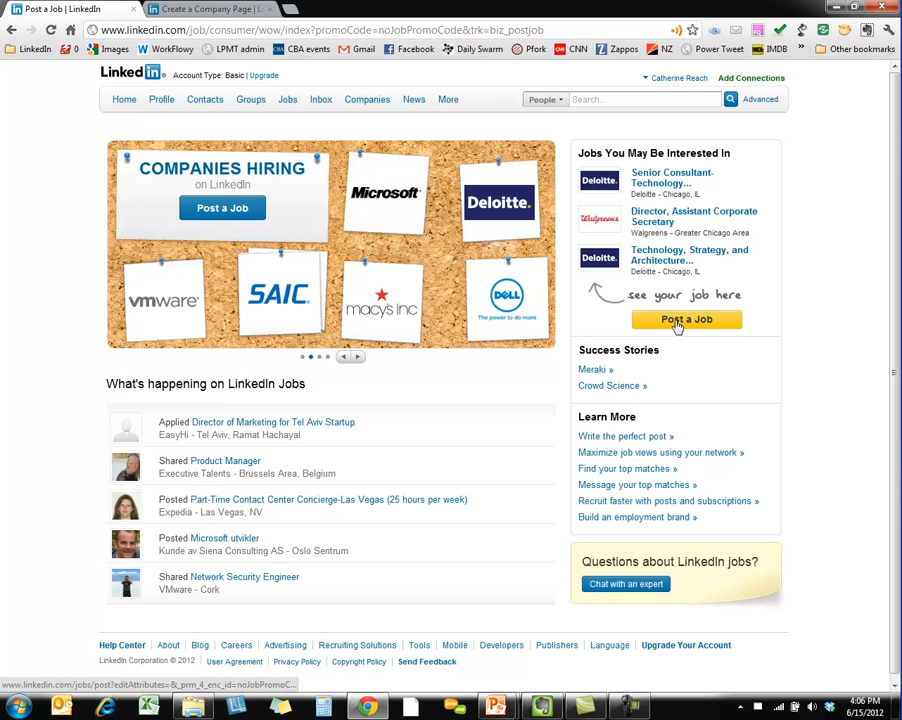 Post a Job | LinkedIn
Create a Company Page | L
www.linkedin.com/job/consumer/wow/index?promoCode=noJobPromoCode&trk=biz_postjob
LinkedIn
0
Images
WorkFlowy
LPMT admin
CBA events
Gmail
Facebook
Daily Swarm
Pfork
CNN
Zappos
NZ
Power Tweet
IMDB
»
Other bookmarks
Linked in®
Account Type: Basic | Upgrade
Catherine Reach
Add Connections
Home
Profile
Contacts
Groups
Jobs
Inbox
Companies
News
More
People
Search...
Advanced
COMPANIES HIRING
on LinkedIn
Post a Job
Microsoft
Deloitte.
vmware
SAIC
macy's inc
DELL
The power to do more
What's happening on LinkedIn Jobs
Applied Director of Marketing for Tel Aviv Startup
EasyHi - Tel Aviv, Ramat Hachayal
Shared Product Manager
Executive Talents - Brussels Area, Belgium
Posted Part-Time Contact Center Concierge-Las Vegas (25 hours per week)
Expedia - Las Vegas, NV
Posted Microsoft utvikler
Kunde av Siena Consulting AS - Oslo Sentrum
Shared Network Security Engineer
VMware - Cork
Jobs You May Be Interested In
Deloitte.
Senior Consultant-
Technology...
Deloitte - Chicago, IL
Walgreens
Director, Assistant Corporate
Secretary
Walgreens - Greater Chicago Area
Deloitte.
Technology, Strategy, and
Architecture...
Deloitte - Chicago, IL
see your job here
Post a Job
Success Stories
Meraki »
Crowd Science »
Learn More
Write the perfect post »
Maximize job views using your network »
Find your top matches »
Message your top matches »
Recruit faster with posts and subscriptions »
Build an employment brand »
Questions about LinkedIn jobs?
Chat with an expert
Help Center | About | Blog | Careers | Advertising | Recruiting Solutions | Tools | Mobile | Developers | Publishers | Language | Upgrade Your Account
LinkedIn Corporation © 2012 | User Agreement | Privacy Policy | Copyright Policy | Send Feedback
www.linkedin.com/jobs/post?editAttributes=&_prm_4_enc_id=noJobPromoC...
4:06 PM
6/15/2012